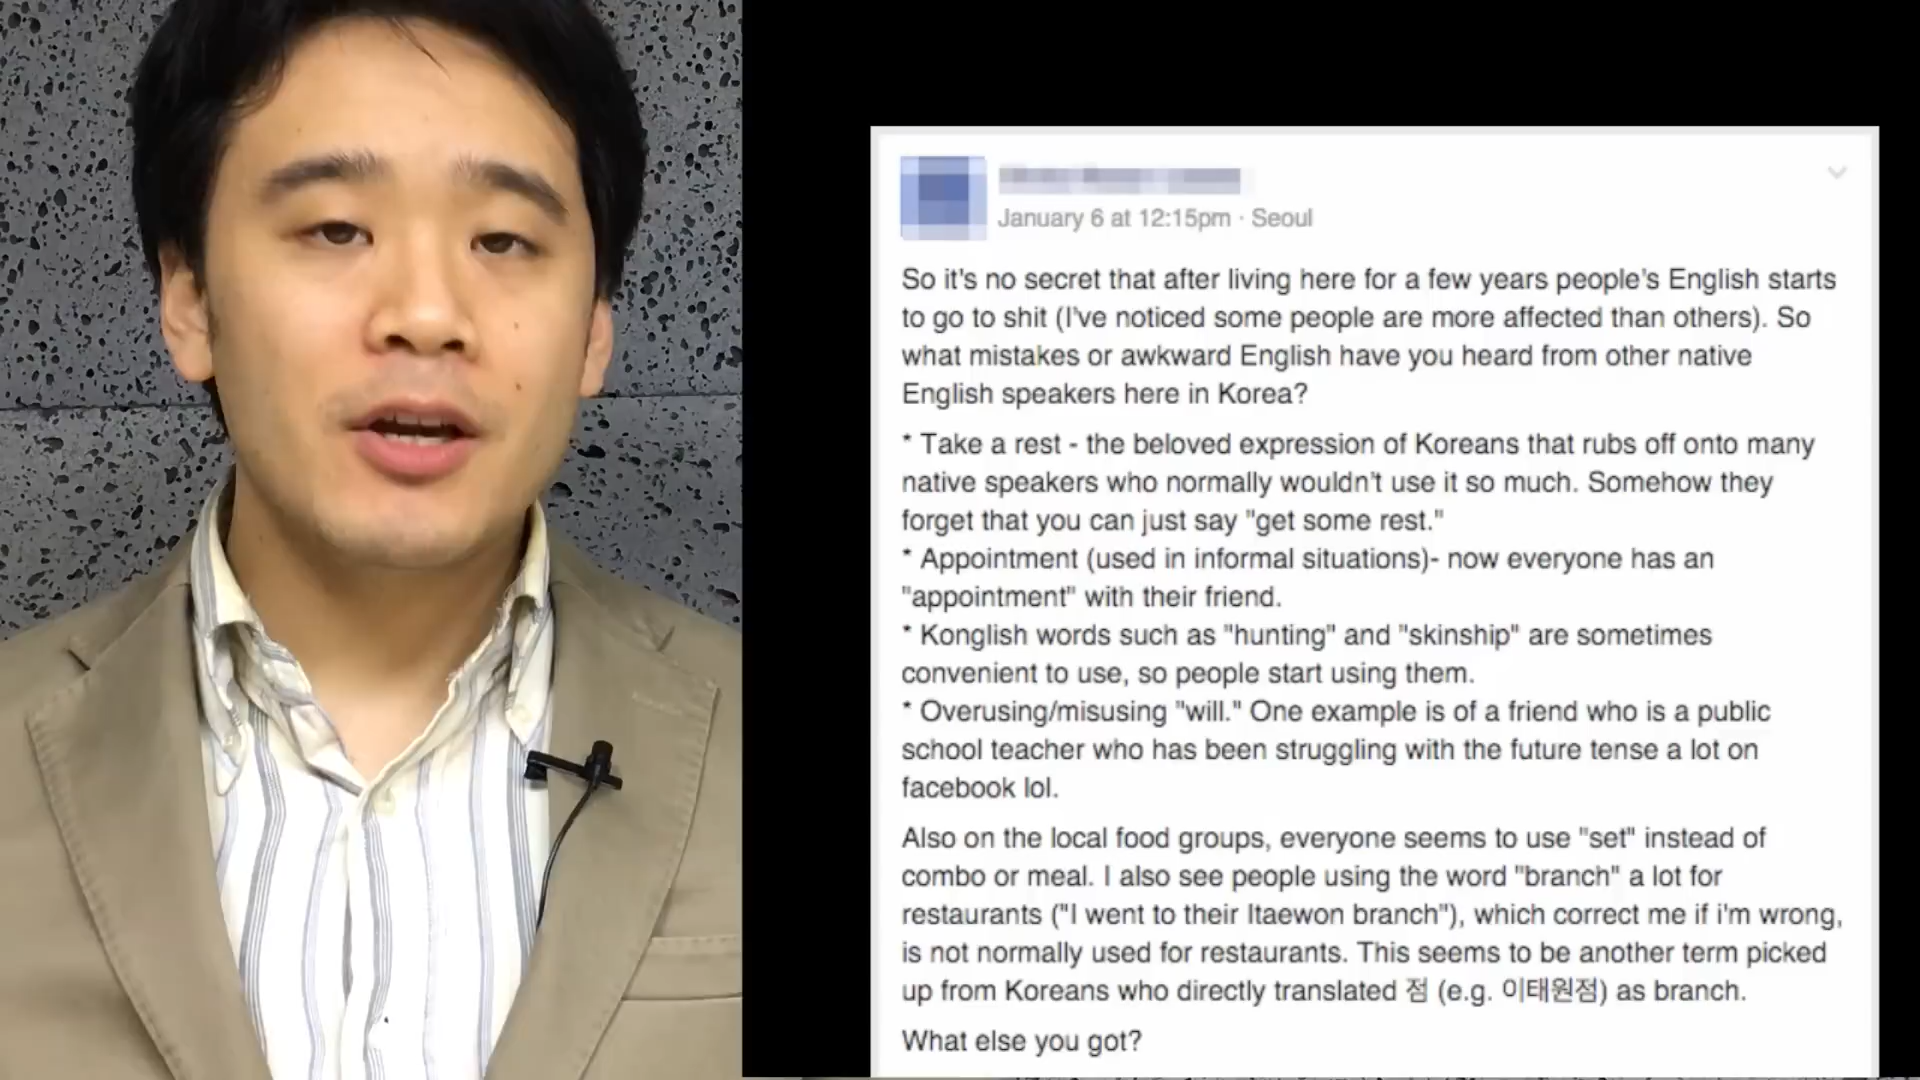 January 6 at 12:15pm · Seoul
So it's no secret that after living here for a few years people's English starts
to go to shit (I've noticed some people are more affected than others). So
what mistakes or awkward English have you heard from other native
English speakers here in Korea?
* Take a rest - the beloved expression of Koreans that rubs off onto many
native speakers who normally wouldn't use it so much. Somehow they
forget that you can just say "get some rest."
* Appointment (used in informal situations)- now everyone has an
"appointment" with their friend.
* Konglish words such as "hunting" and "skinship" are sometimes
convenient to use, so people start using them.
* Overusing/misusing "will." One example is of a friend who is a public
school teacher who has been struggling with the future tense a lot on
facebook lol.
Also on the local food groups, everyone seems to use "set" instead of
combo or meal. I also see people using the word "branch" a lot for
restaurants ("I went to their Itaewon branch"), which correct me if i'm wrong,
is not normally used for restaurants. This seems to be another term picked
up from Koreans who directly translated 점 (e.g. 이태원점) as branch.
What else you got?